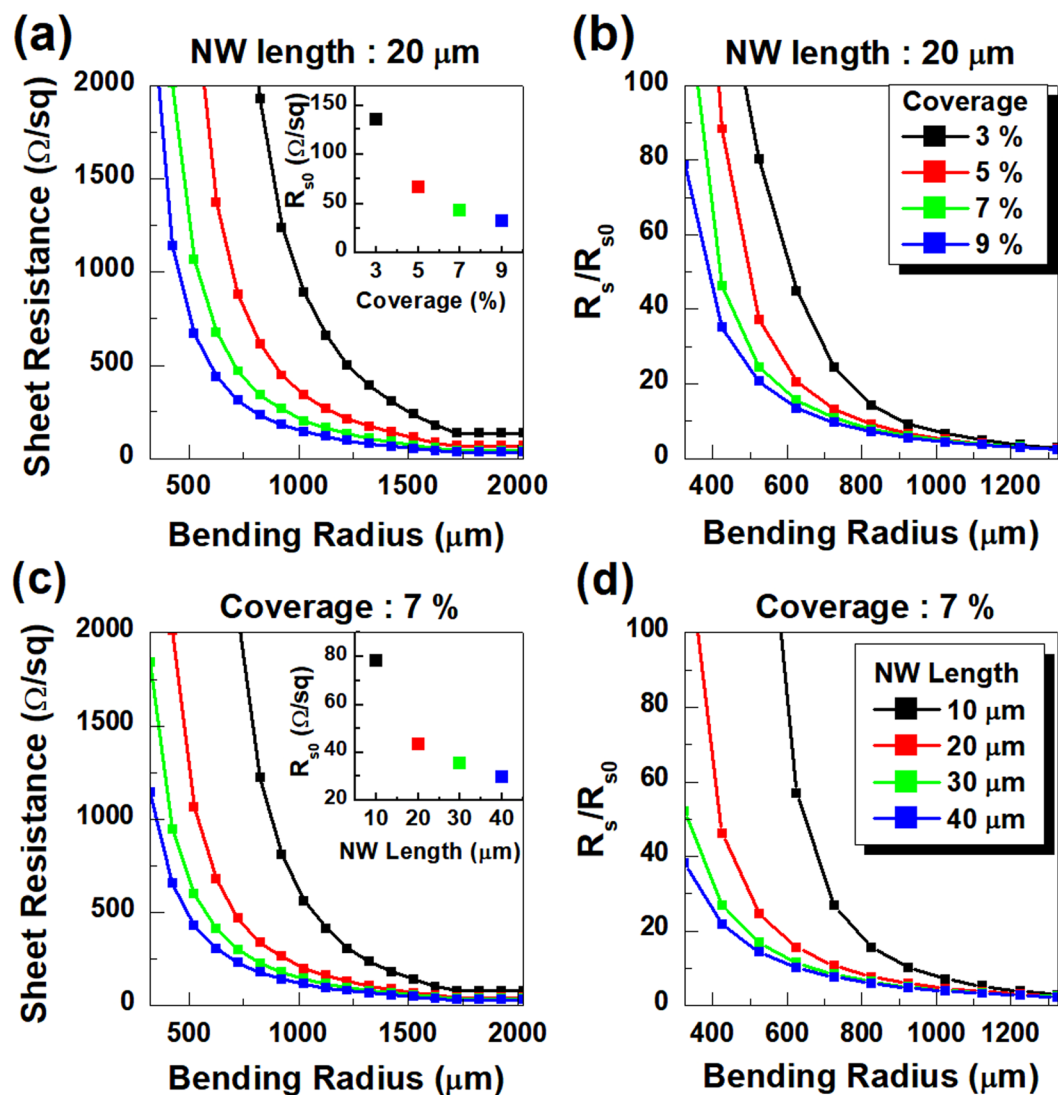 (a)
NW length : 20 μm
Sheet Resistance (Ω/sq)
2000
1500
1000
500
0
500
1000
1500
2000
Bending Radius (μm)
R_s0 (Ω/sq)
150
100
50
0
3
5
7
9
Coverage (%)
(b)
NW length : 20 μm
R_s/R_s0
100
80
60
40
20
0
400
600
800
1000
1200
Bending Radius (μm)
Coverage
3 %
5 %
7 %
9 %
(c)
Coverage : 7 %
Sheet Resistance (Ω/sq)
2000
1500
1000
500
0
500
1000
1500
2000
Bending Radius (μm)
R_s0 (Ω/sq)
80
60
40
20
10
20
30
40
NW Length (μm)
(d)
Coverage : 7 %
R_s/R_s0
100
80
60
40
20
0
400
600
800
1000
1200
Bending Radius (μm)
NW Length
10 μm
20 μm
30 μm
40 μm